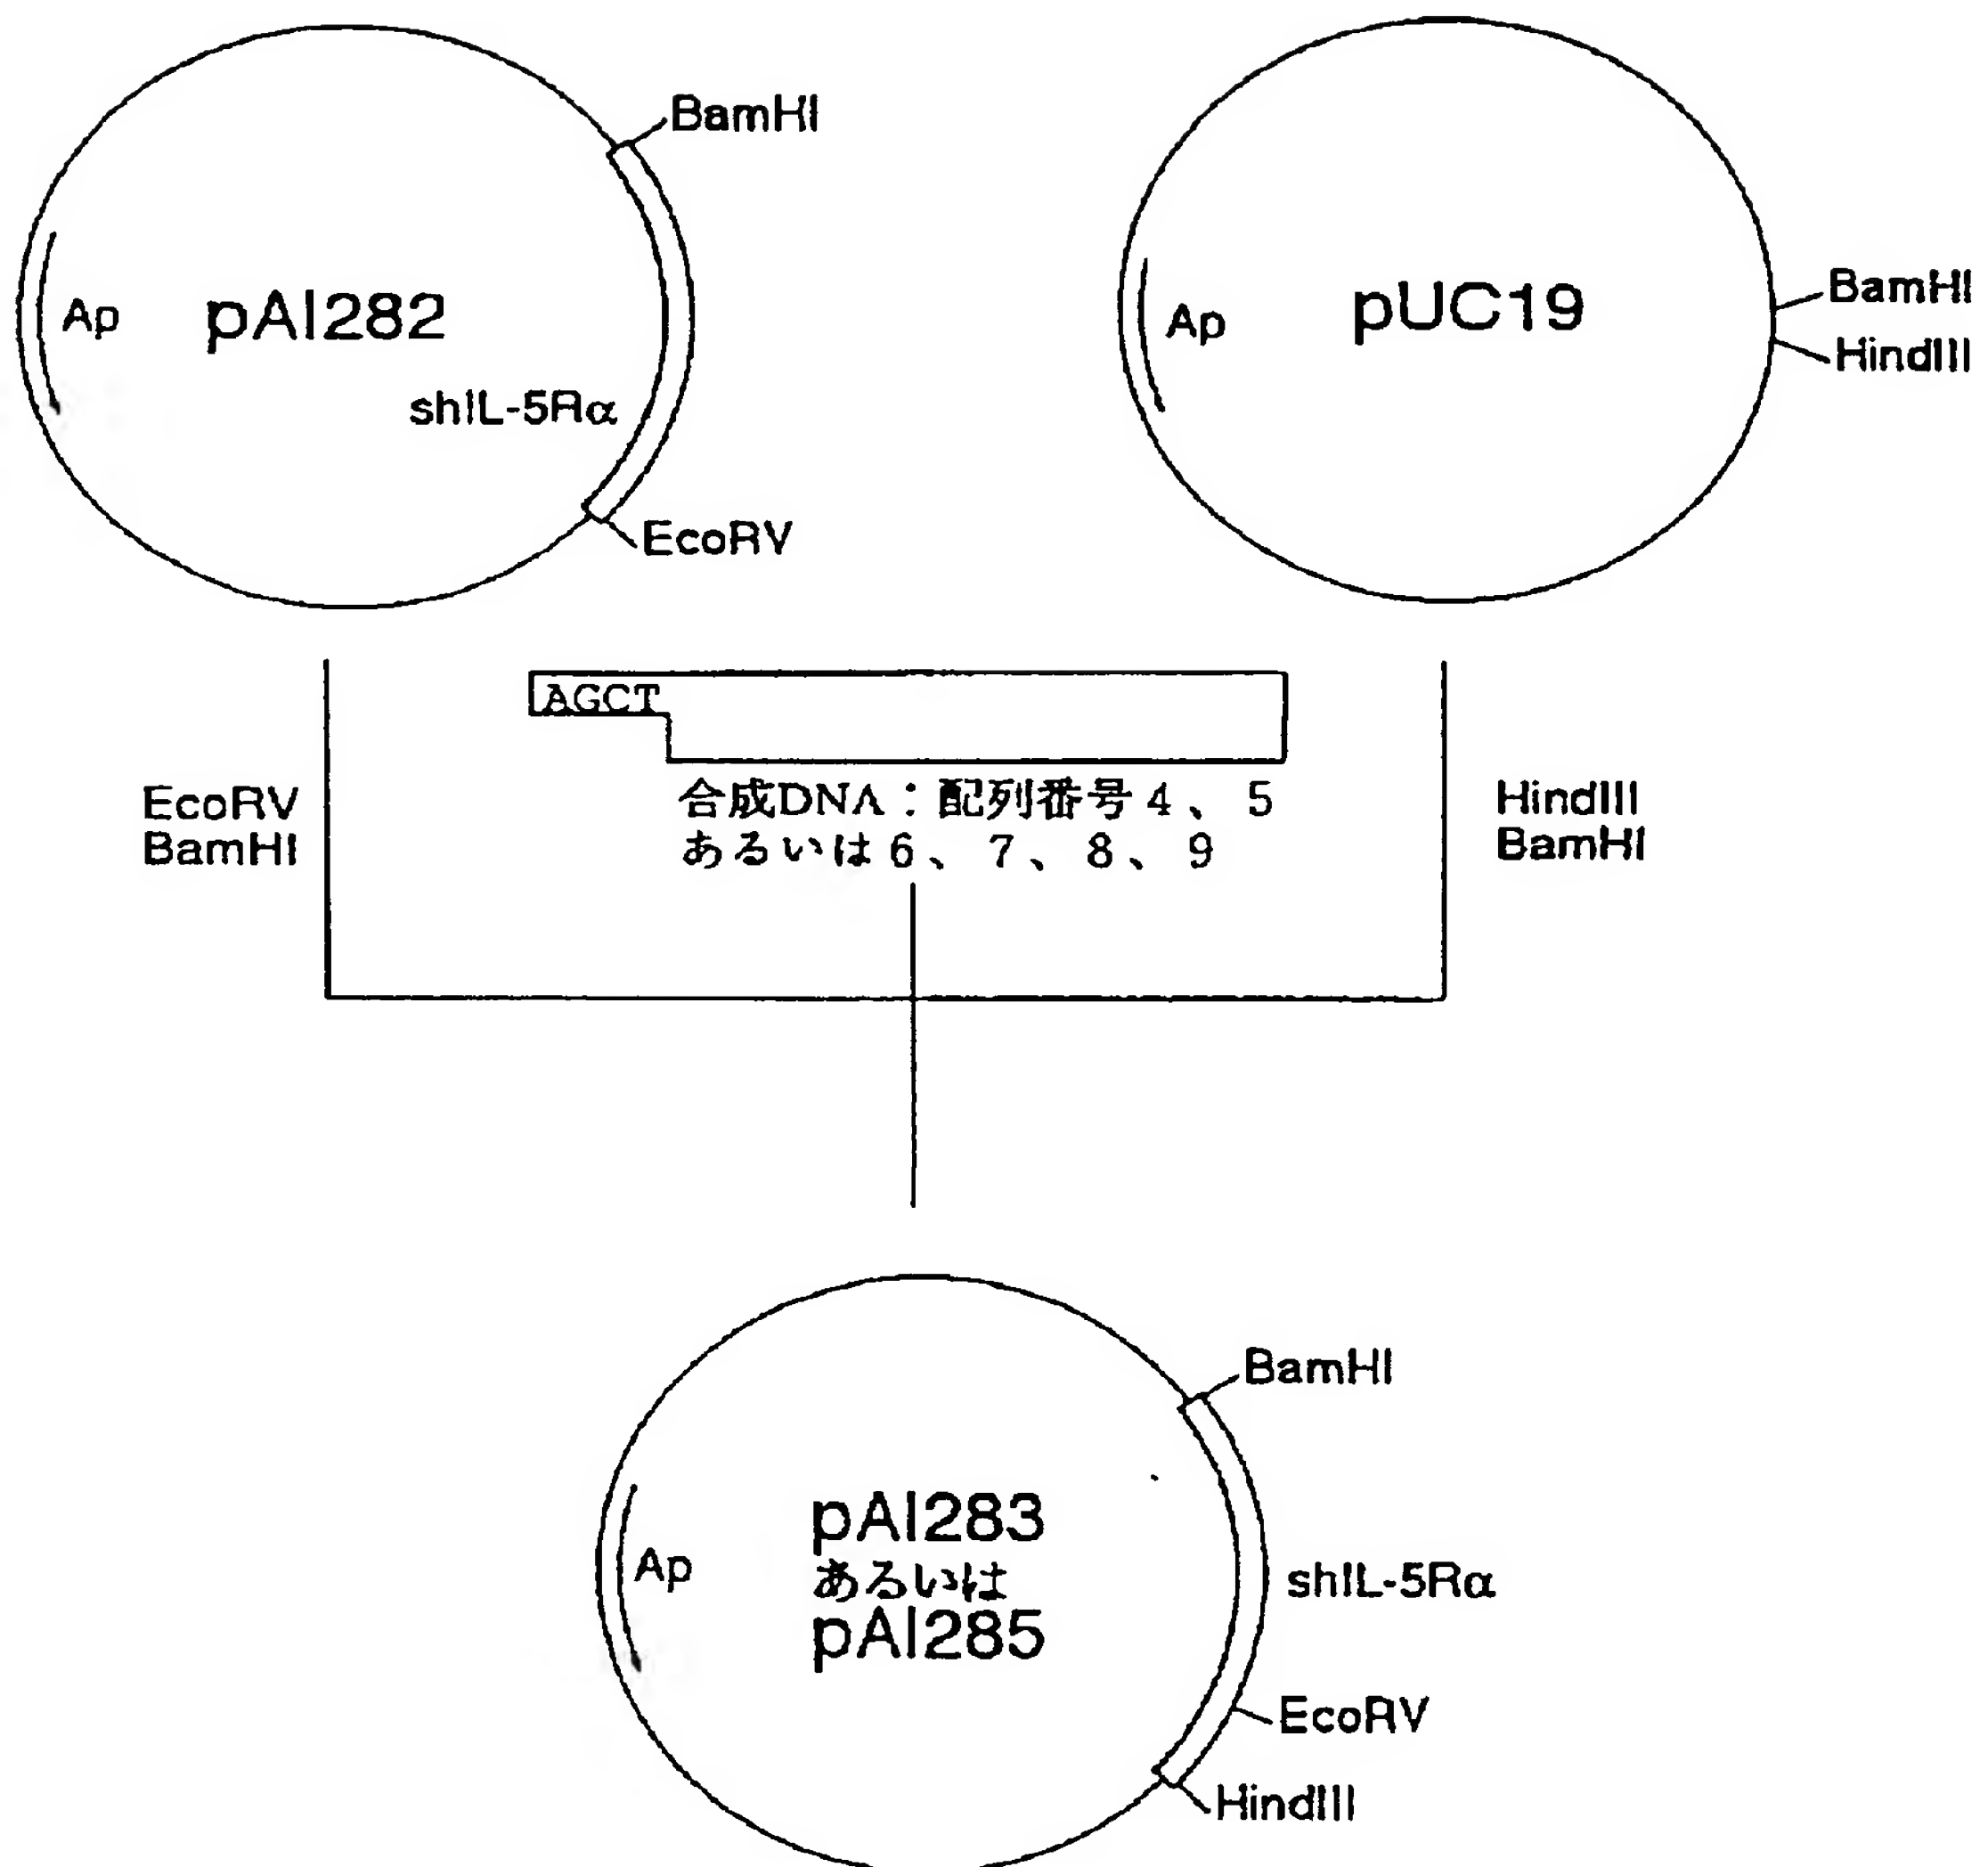 BamHI
Ap
pAI282
shIL-5Rα
EcoRV
BamHI
HindIII
Ap
pUC19
AGCT
合成DNA：配列番号4、5
あるいは6、7、8、9
EcoRV
BamHI
HindIII
BamHI
BamHI
pAI283
あるいは
pAI285
Ap
shIL-5Rα
EcoRV
HindIII